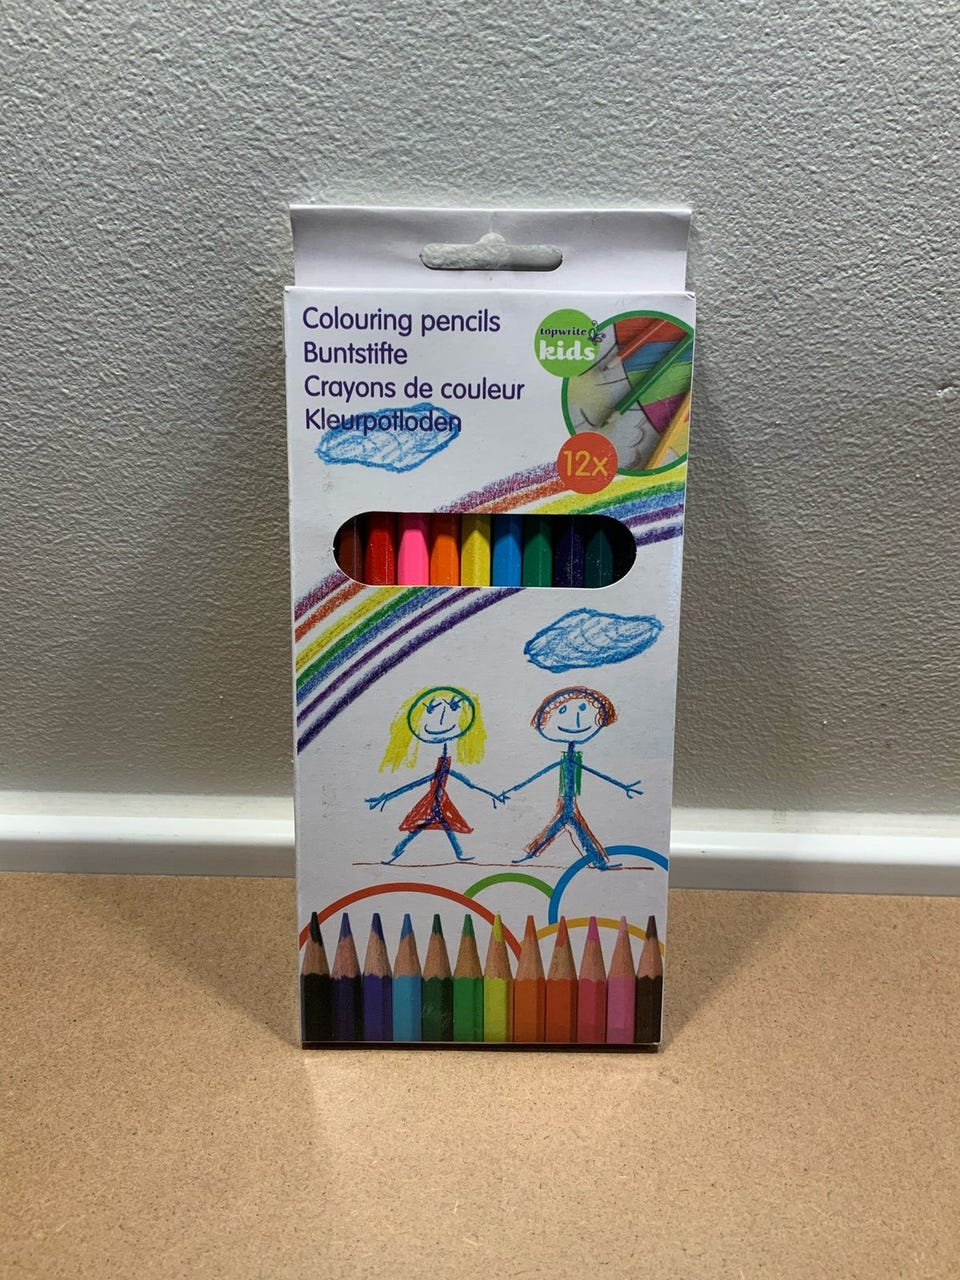 Colouring pencils
Buntstifte
Crayons de couleur
Kleurpotloden
topwrite
kids
12x